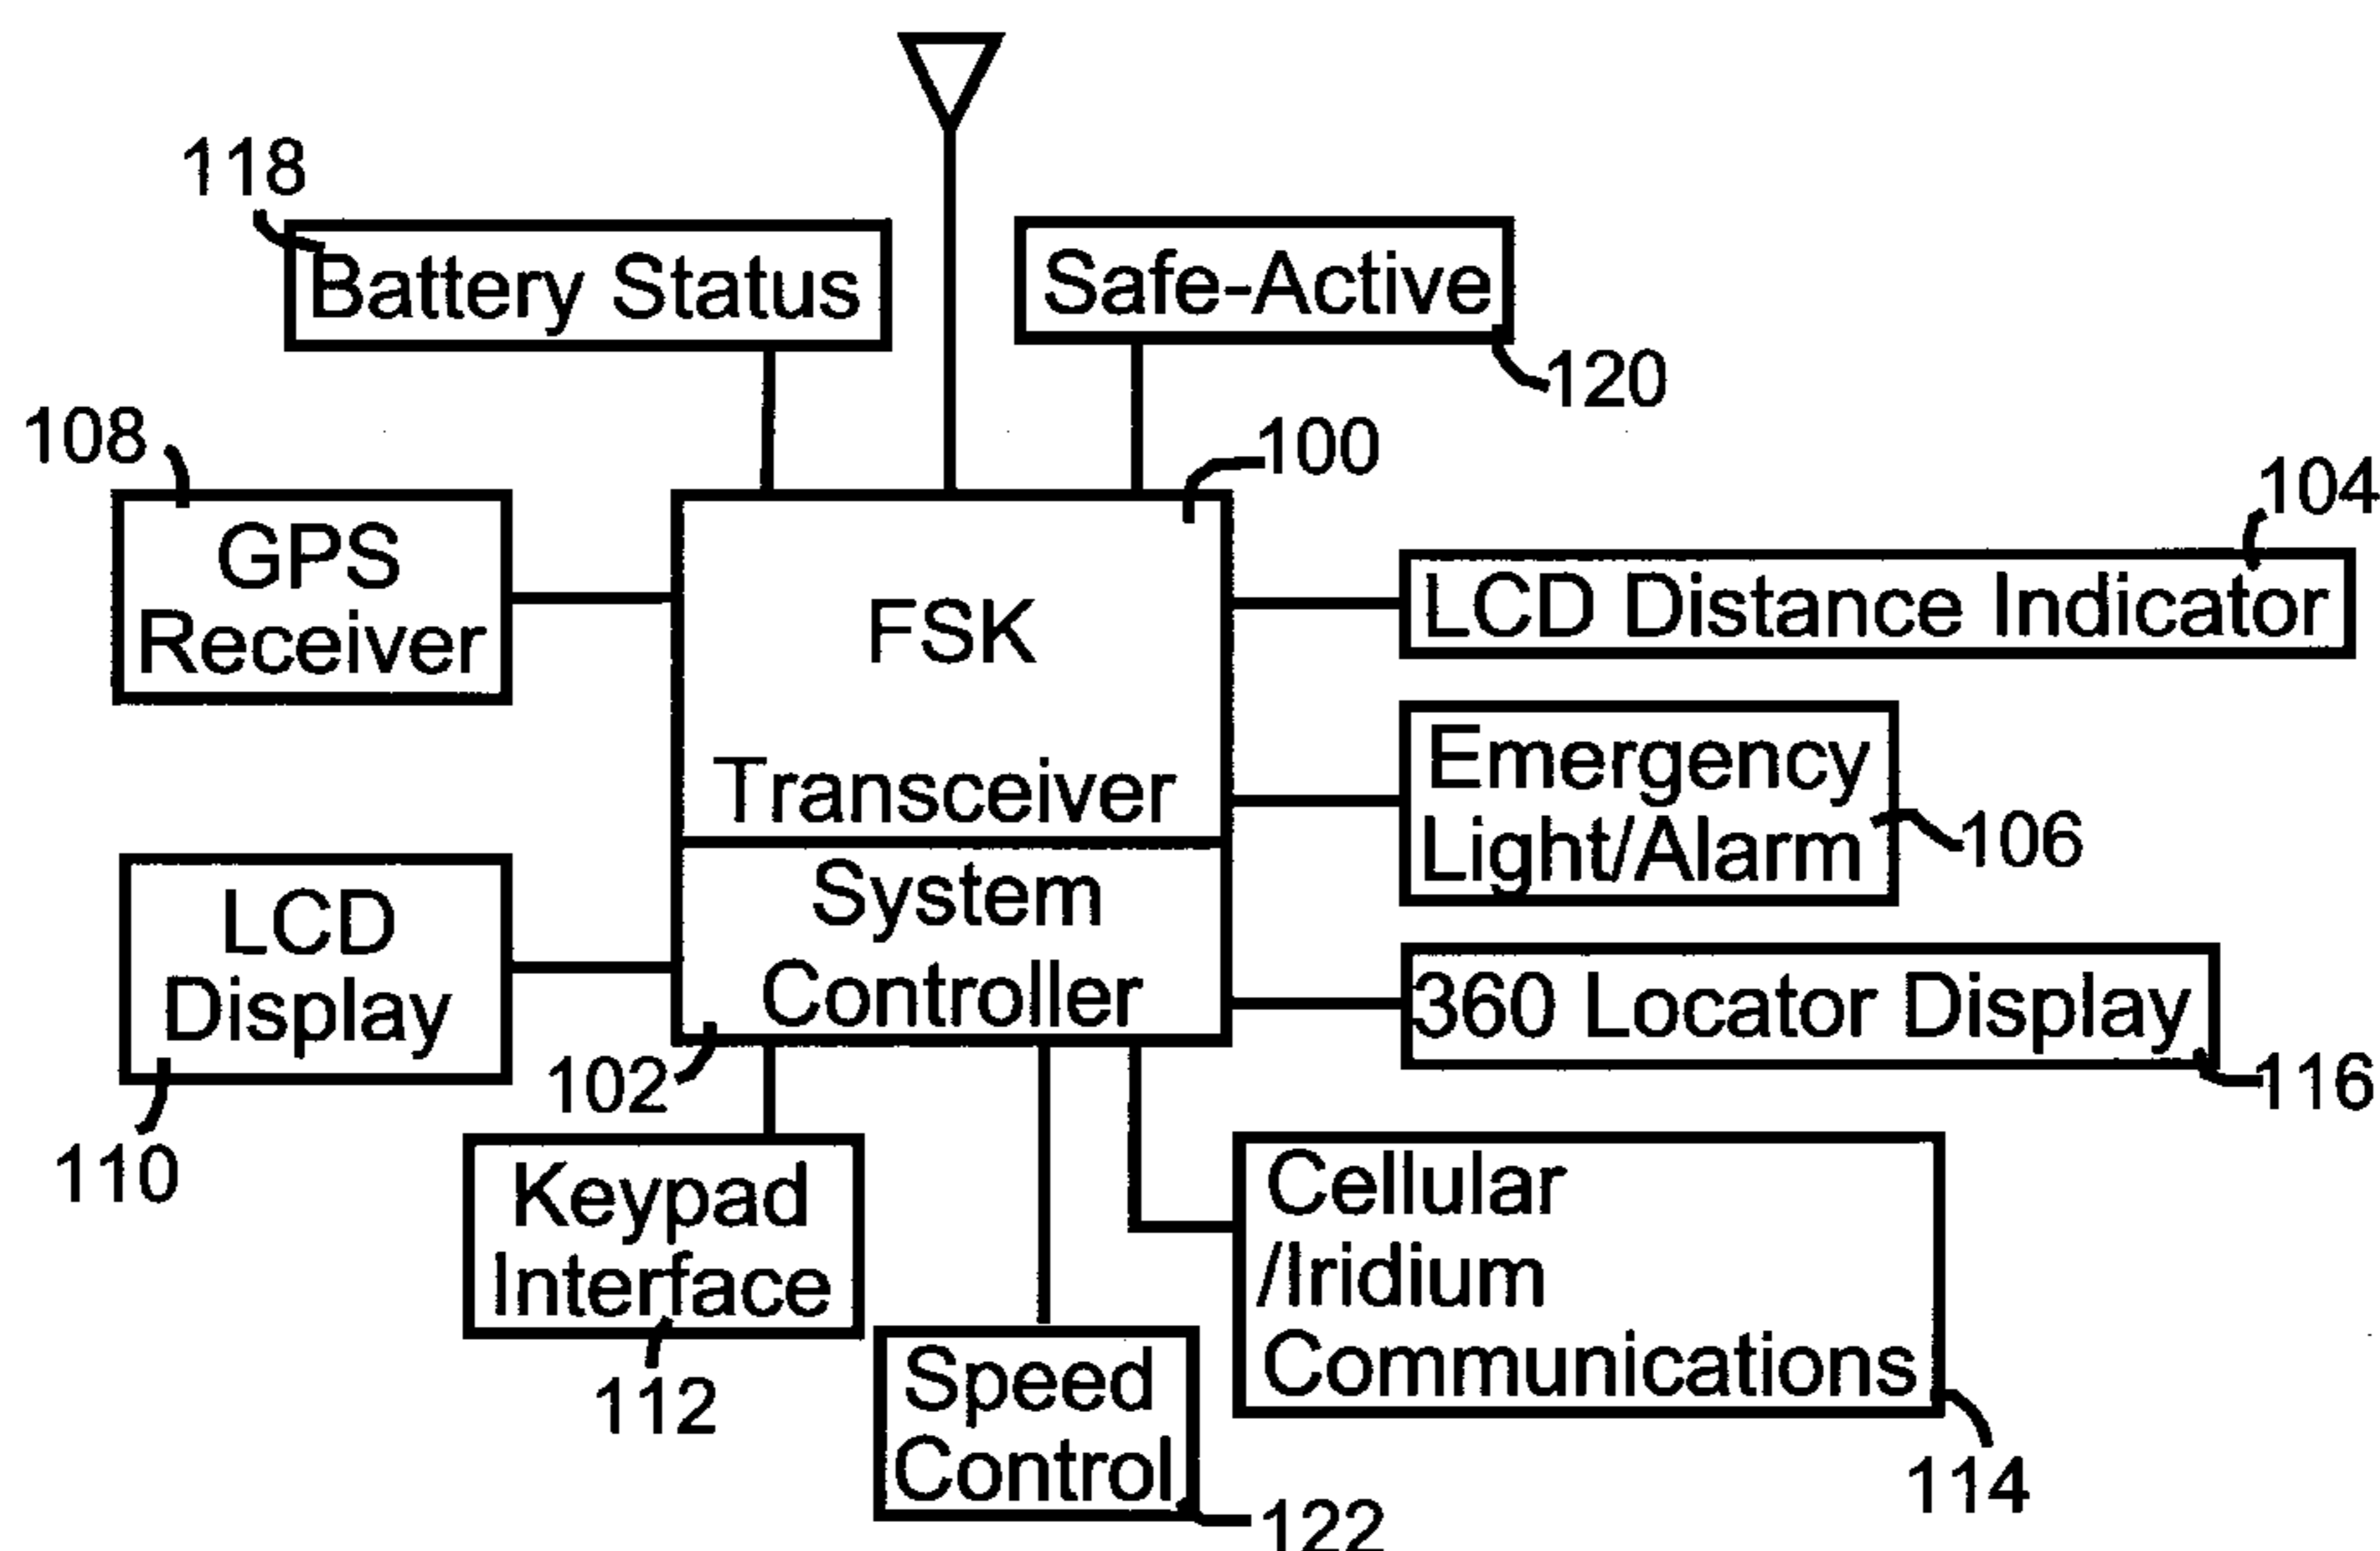 118
Battery Status
Safe-Active
120
108
100
104
GPS
Receiver
FSK
Transceiver
LCD Distance Indicator
Emergency
Light/Alarm
106
LCD
Display
110
System
Controller
102
360 Locator Display
116
Keypad
Interface
112
Speed
Control
122
Cellular
/Iridium
Communications
114